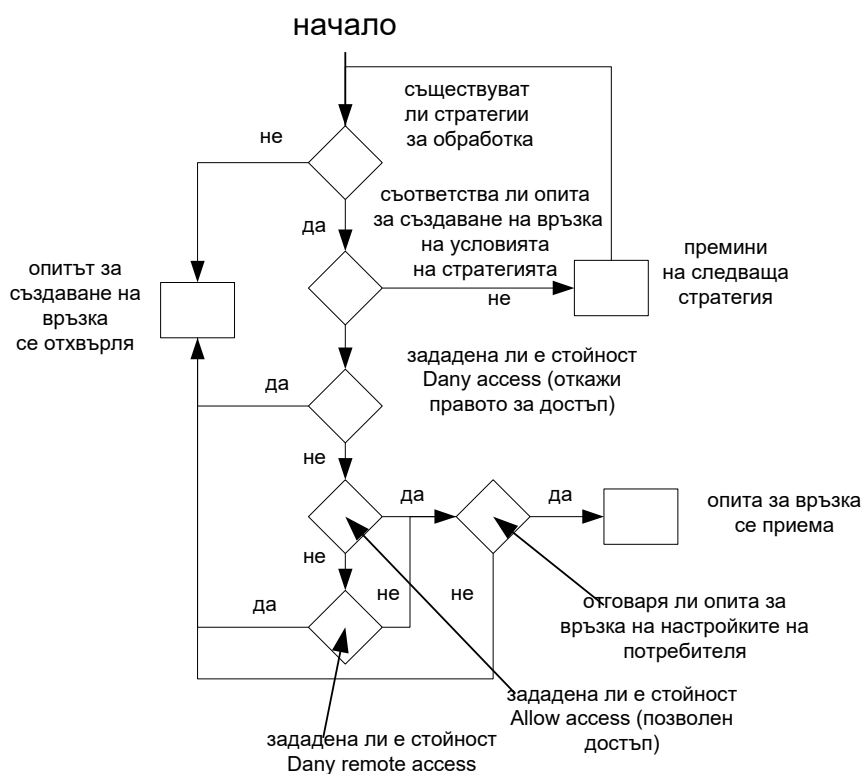 начало
съществуват
ли стратегии
за обработка
не
съответства ли опита
за създаване на връзка
на условията
на стратегията
да
не
премини
на следваща
стратегия
опитът за
създаване на
връзка
се отхвърля
зададена ли е стойност
Dany access (откажи
правото за достъп)
да
не
да
да
опита за връзка
се приема
не
да
не
не
отговаря ли опита за
връзка на настройките на
потребителя
зададена ли е стойност
Allow access (позволен
достъп)
зададена ли е стойност
Dany remote access